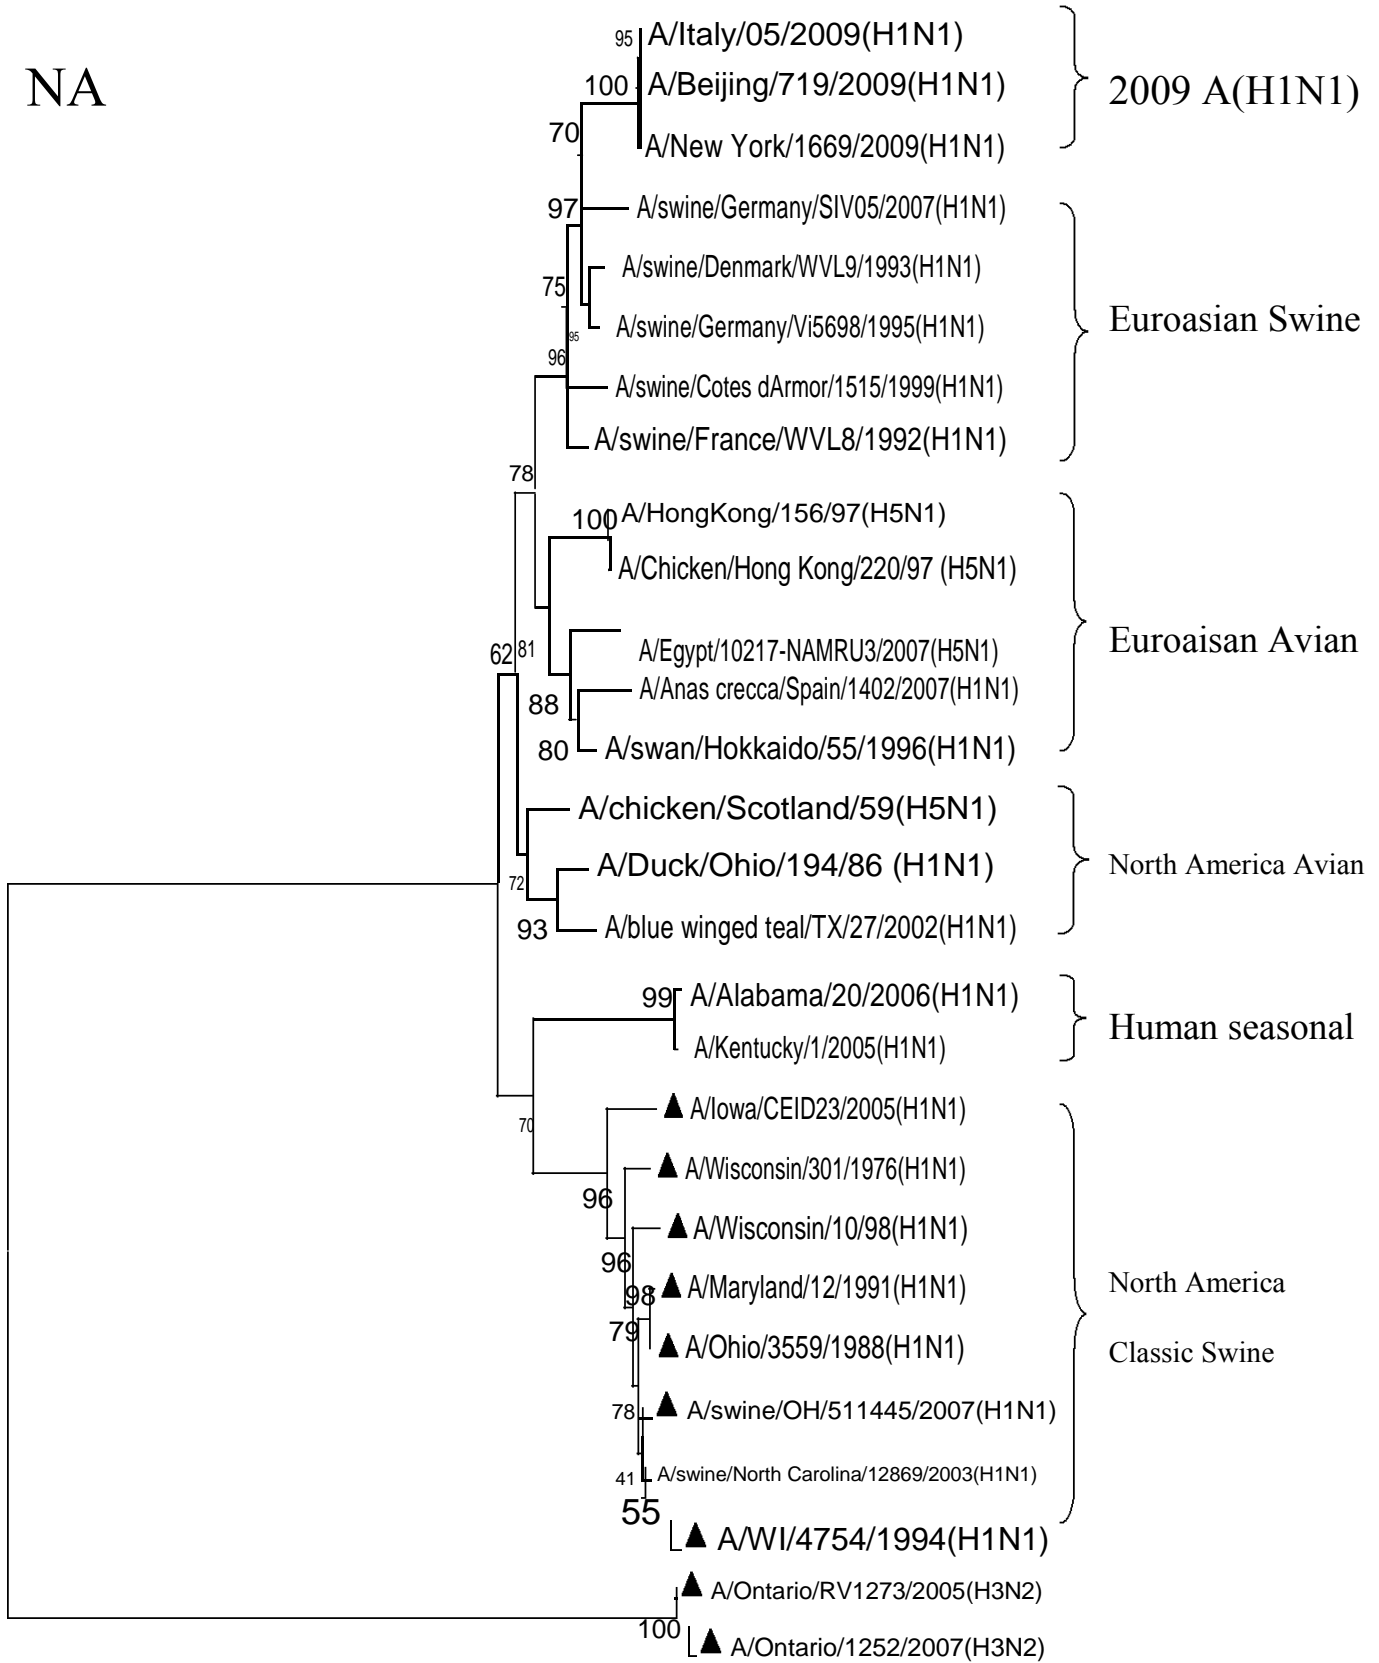 NA
95
A/Italy/05/2009(H1N1)
100
A/Beijing/719/2009(H1N1)
2009 A(H1N1)
70
A/New York/1669/2009(H1N1)
97
A/swine/Germany/SIV05/2007(H1N1)
A/swine/Denmark/WVL9/1993(H1N1)
75
Euroasian Swine
A/swine/Germany/Vi5698/1995(H1N1)
95
96
A/swine/Cotes dArmor/1515/1999(H1N1)
A/swine/France/WVL8/1992(H1N1)
78
100
A/HongKong/156/97(H5N1)
A/Chicken/Hong Kong/220/97 (H5N1)
Euroaisan Avian
62
81
A/Egypt/10217-NAMRU3/2007(H5N1)
A/Anas crecca/Spain/1402/2007(H1N1)
88
80
A/swan/Hokkaido/55/1996(H1N1)
A/chicken/Scotland/59(H5N1)
A/Duck/Ohio/194/86 (H1N1)
North America Avian
72
93
A/blue winged teal/TX/27/2002(H1N1)
99
A/Alabama/20/2006(H1N1)
Human seasonal
A/Kentucky/1/2005(H1N1)
70
A/Iowa/CEID23/2005(H1N1)
A/Wisconsin/301/1976(H1N1)
96
A/Wisconsin/10/98(H1N1)
96
98
A/Maryland/12/1991(H1N1)
North America
79
A/Ohio/3559/1988(H1N1)
Classic Swine
78
A/swine/OH/511445/2007(H1N1)
41
A/swine/North Carolina/12869/2003(H1N1)
55
A/WI/4754/1994(H1N1)
A/Ontario/RV1273/2005(H3N2)
100
A/Ontario/1252/2007(H3N2)